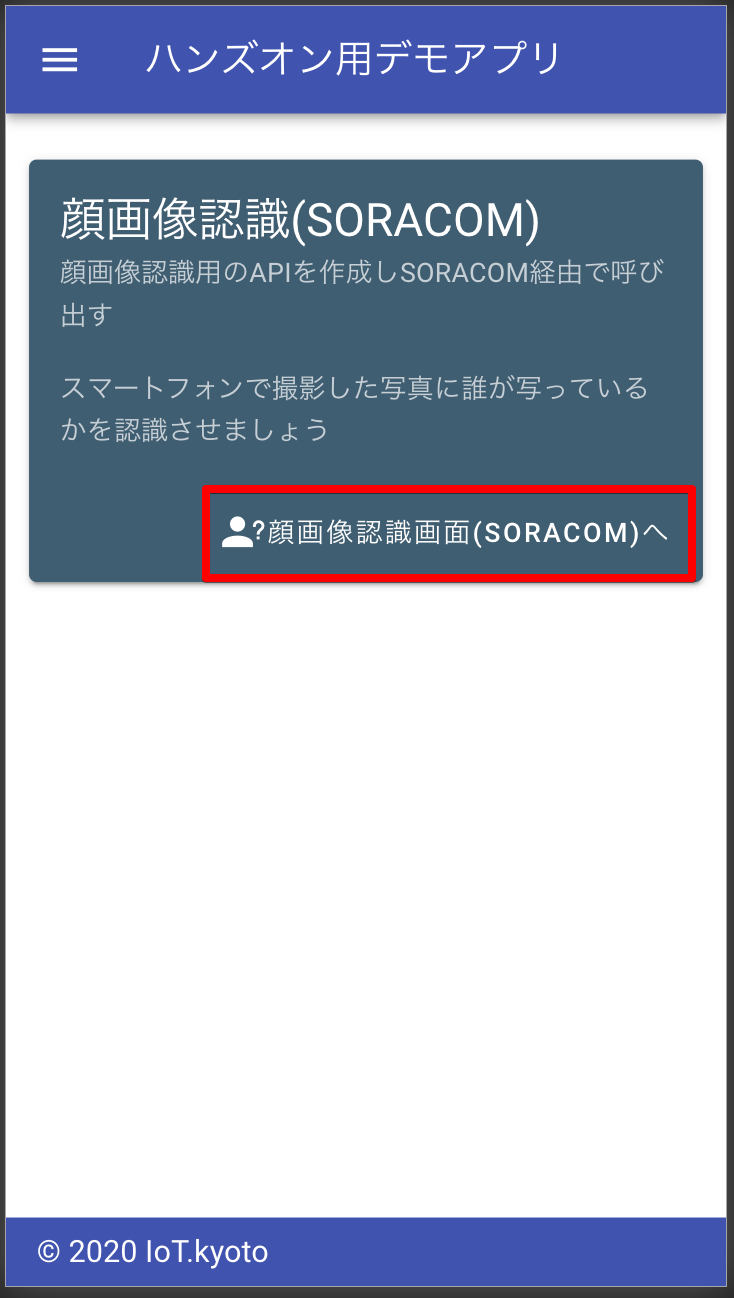 ハンズオン用デモアプリ
顔画像認識(SORACOM)
顔画像認識用のAPIを作成しSORACOM経由で呼び
出す
スマートフォンで撮影した写真に誰が写っている
かを認識させましょう
?顔画像認識画面(SORACOM)へ
© 2020 IoT.kyoto